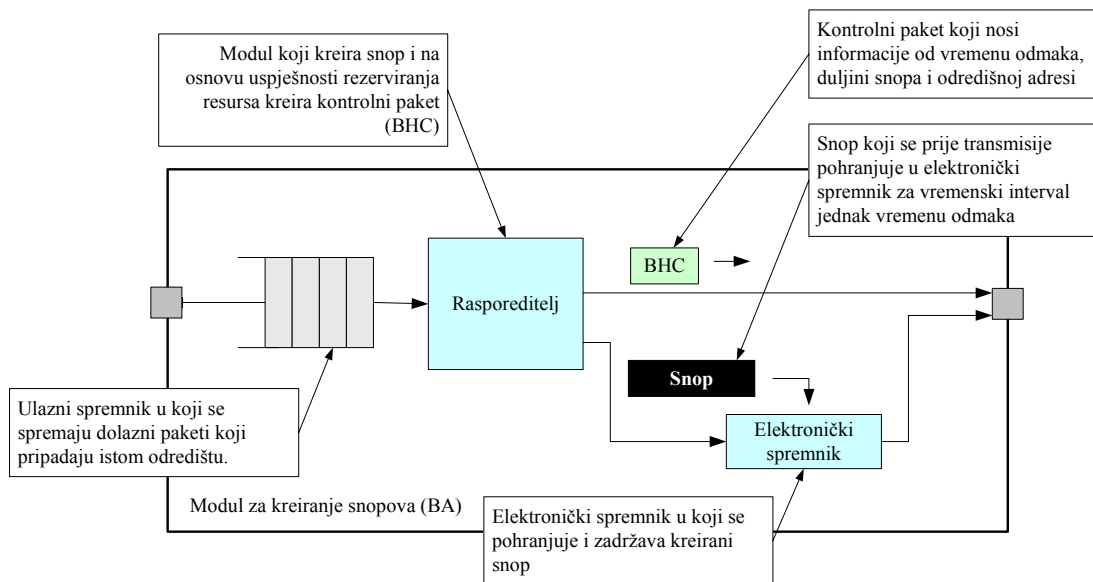 Modul koji kreira snop i na
osnovu uspješnosti rezerviranja
resursa kreira kontrolni paket
(BHC)
Kontrolni paket koji nosi
informacije od vremenu odmaka,
duljini snopa i odredišnoj adresi
Snop koji se prije transmisije
pohranjuje u elektronički
spremnik za vremenski interval
jednak vremenu odmaka
BHC
Rasporeditelj
Snop
Elektronički
spremnik
Ulazni spremnik u koji se
spremaju dolazni paketi koji
pripadaju istom odredištu.
Modul za kreiranje snopova (BA)
Elektronički spremnik u koji se
pohranjuje i zadržava kreirani
snop